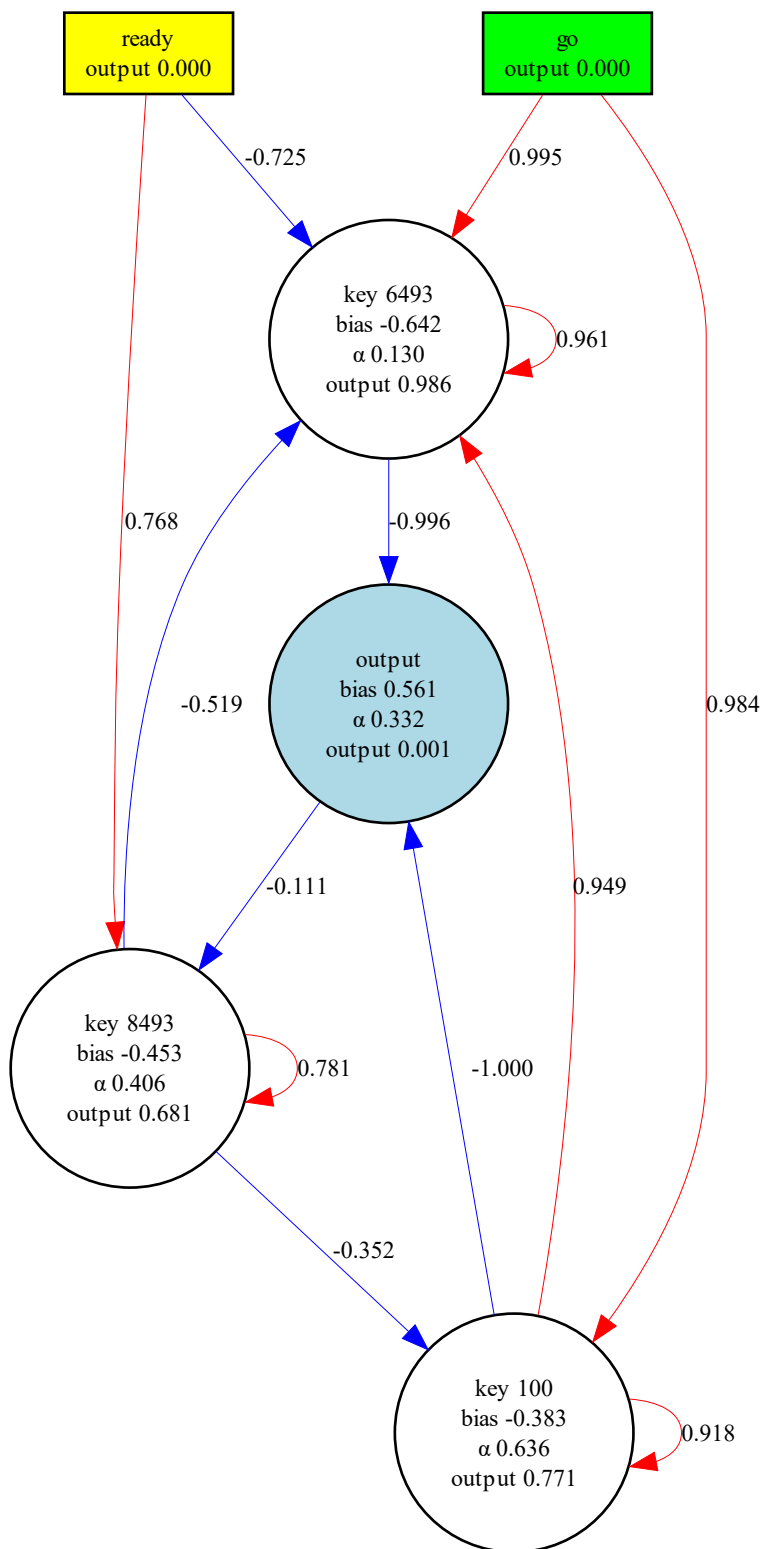 ready
output 0.000
go
output 0.000
-0.725
0.995
key 6493
bias -0.642
α 0.130
output 0.986
0.961
0.768
-0.996
output
bias 0.561
α 0.332
output 0.001
-0.519
0.984
-0.111
0.949
key 8493
bias -0.453
α 0.406
output 0.681
0.781
-1.000
-0.352
key 100
bias -0.383
α 0.636
output 0.771
0.918